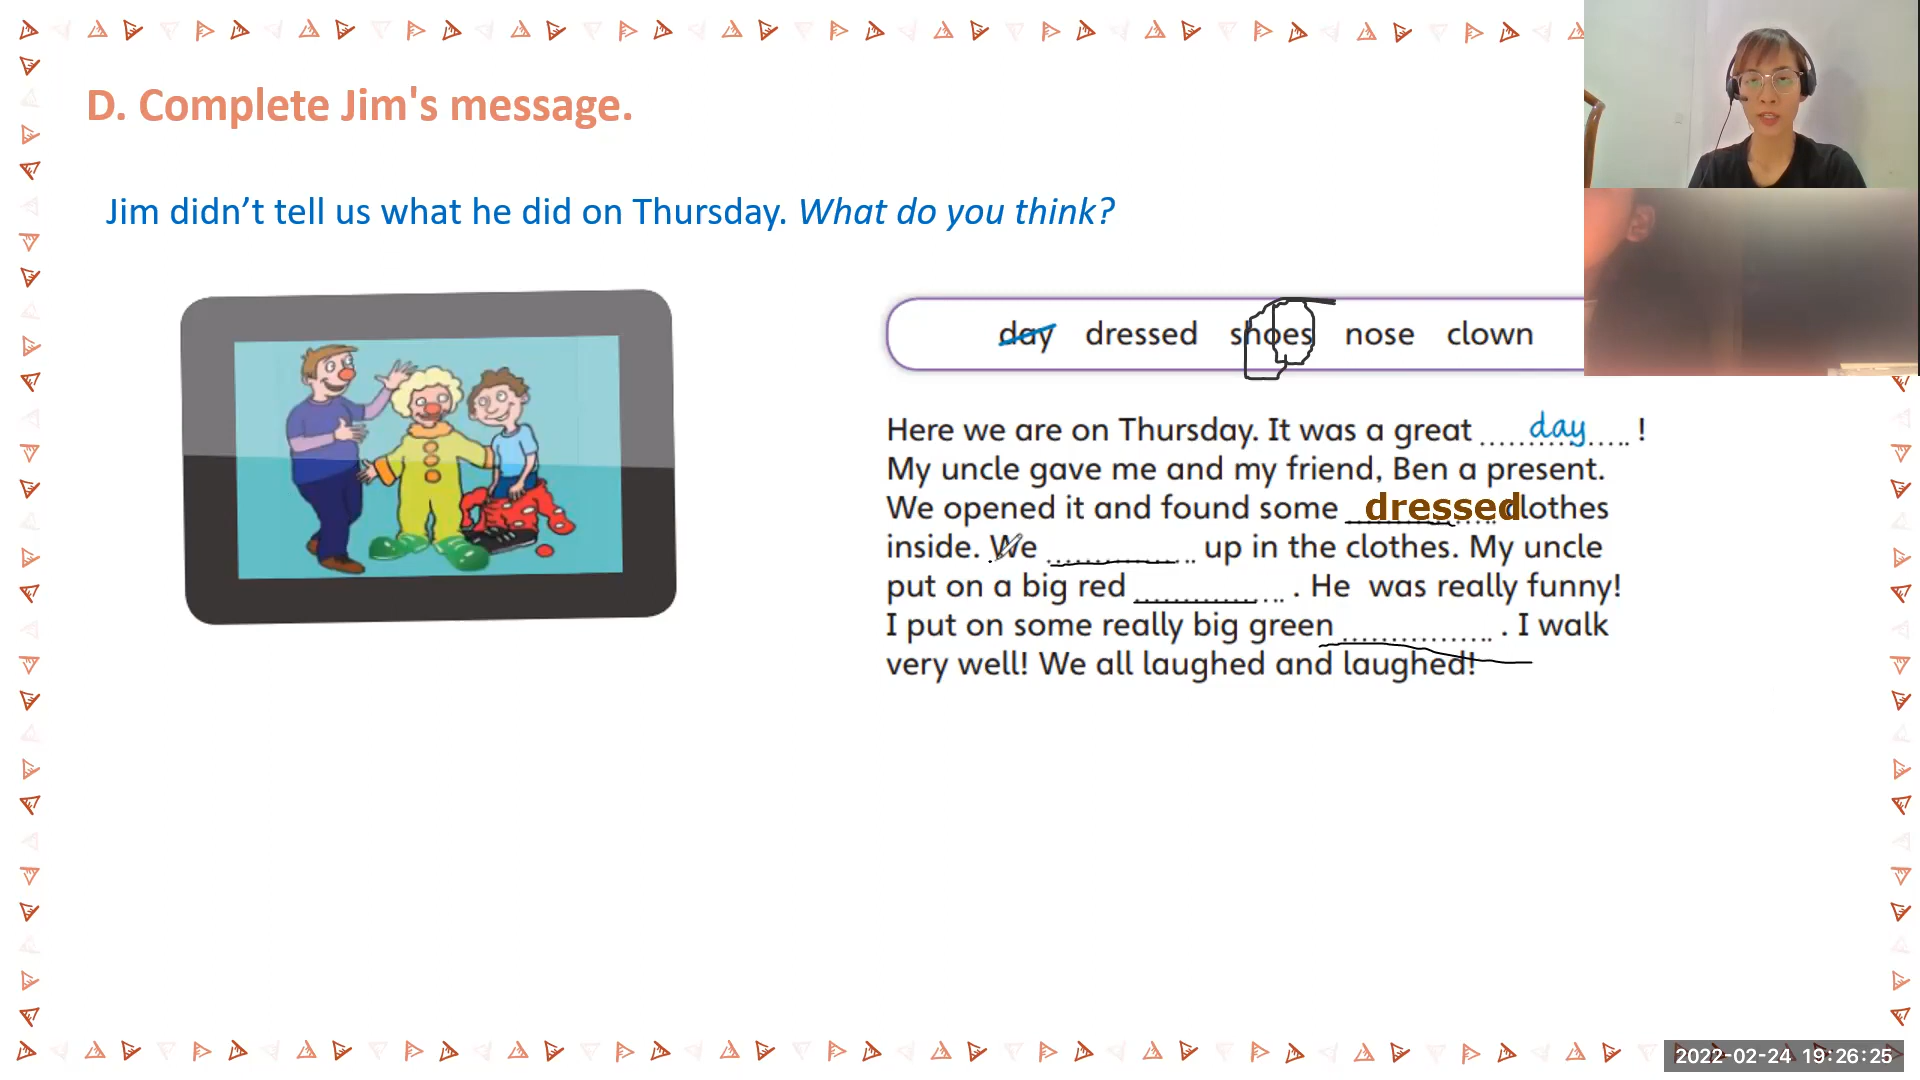 D. Complete Jim's message.
Jim didn’t tell us what he did on Thursday. What do you think?
day dressed shoes nose clown
Here we are on Thursday. It was a great day !
My uncle gave me and my friend, Ben a present.
We opened it and found some dressed clothes
inside. We .................. up in the clothes. My uncle
put on a big red .................. . He was really funny!
I put on some really big green .................. . I walk
very well! We all laughed and laughed!
2022-02-24 19:26:25